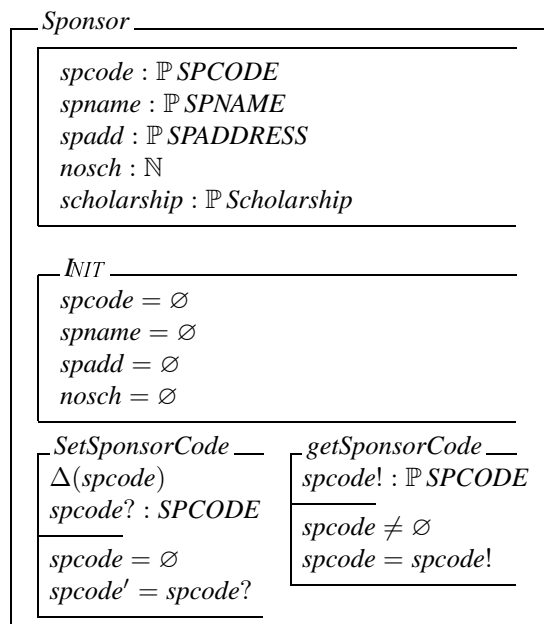 Sponsor
spcode : ℙ SPCODE
spname : ℙ SPNAME
spadd : ℙ SPADDRESS
nosch : ℕ
scholarship : ℙ Scholarship
INIT
spcode = ∅
spname = ∅
spadd = ∅
nosch = ∅
SetSponsorCode
Δ(spcode)
spcode? : SPCODE
spcode = ∅
spcode′ = spcode?
getSponsorCode
spcode! : ℙ SPCODE
spcode ≠ ∅
spcode = spcode!